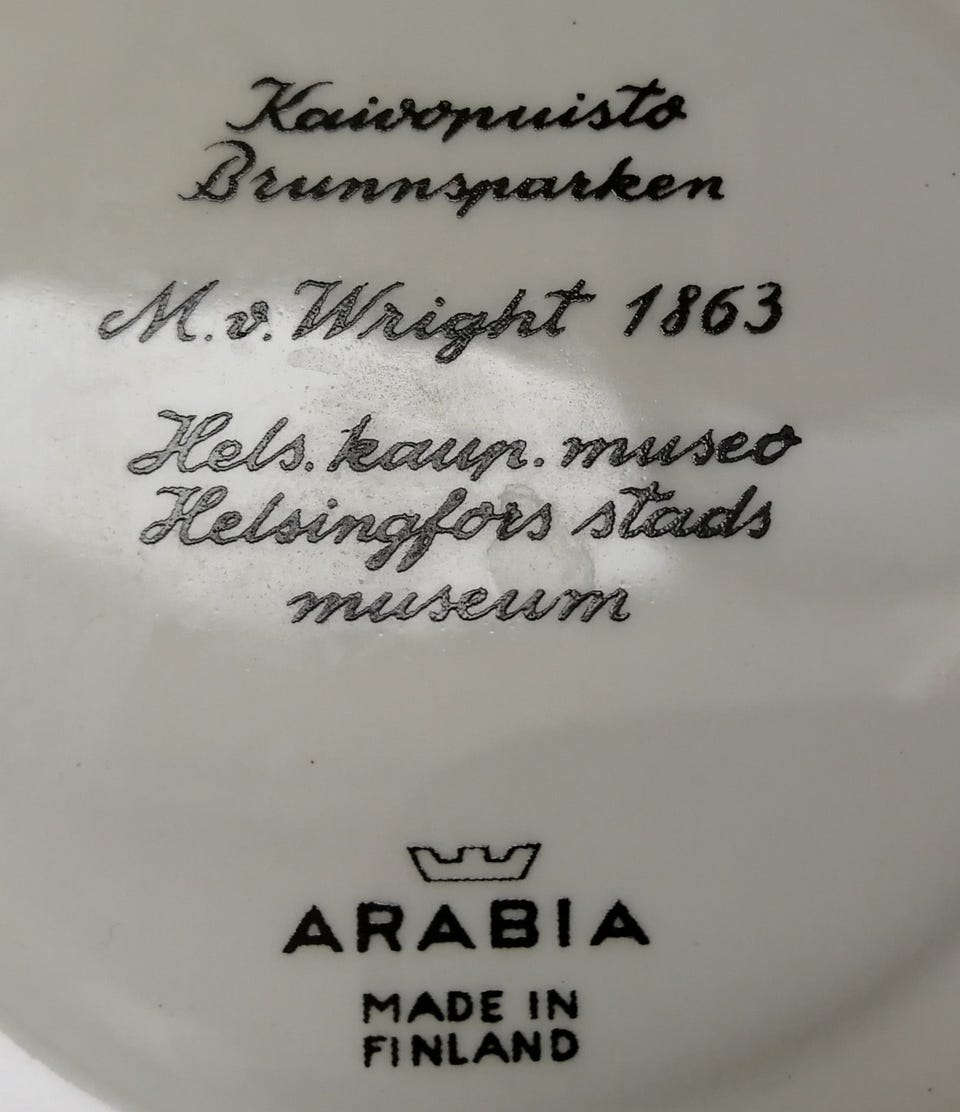 Kaivopuisto
Brunnsparken
M. v. Wright 1863
Hels. kaup. museo
Helsingfors stads
museum
ARABIA
MADE IN
FINLAND